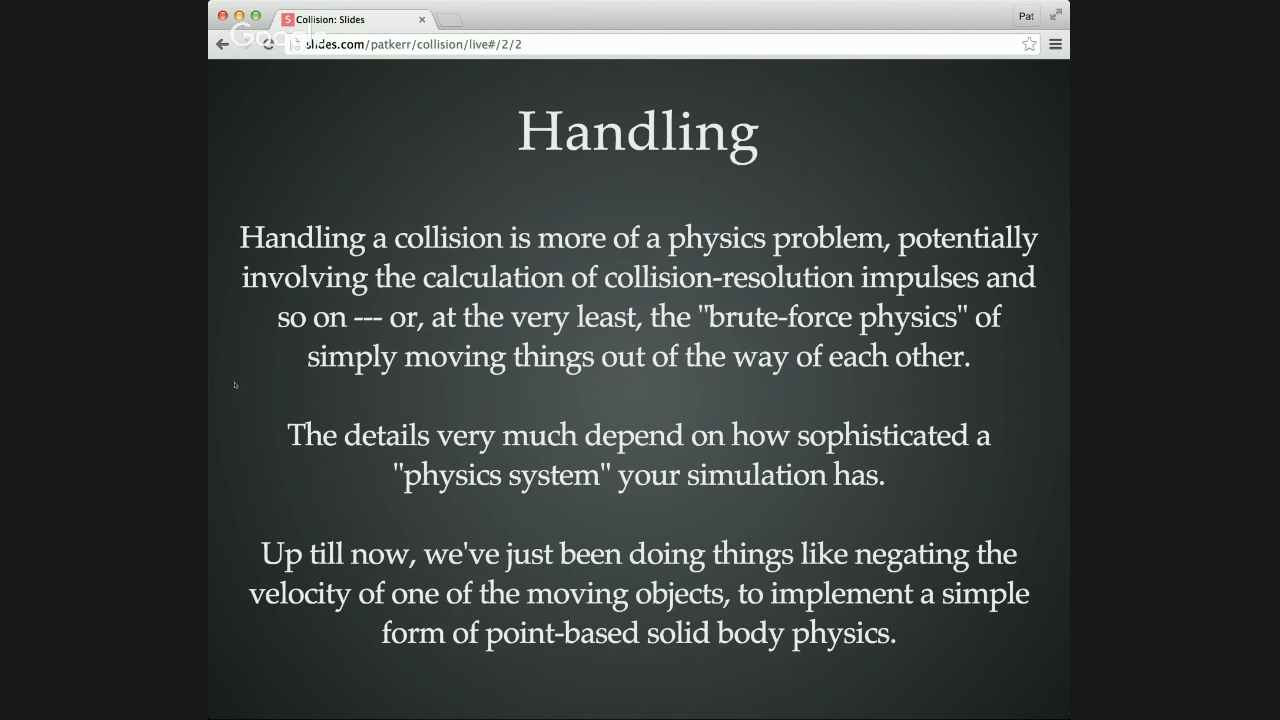 Collision: Slides
Pat
Google
slides.com/patkerr/collision/live#/2/2
Handling
Handling a collision is more of a physics problem, potentially
involving the calculation of collision-resolution impulses and
so on --- or, at the very least, the "brute-force physics" of
simply moving things out of the way of each other.
The details very much depend on how sophisticated a
"physics system" your simulation has.
Up till now, we've just been doing things like negating the
velocity of one of the moving objects, to implement a simple
form of point-based solid body physics.